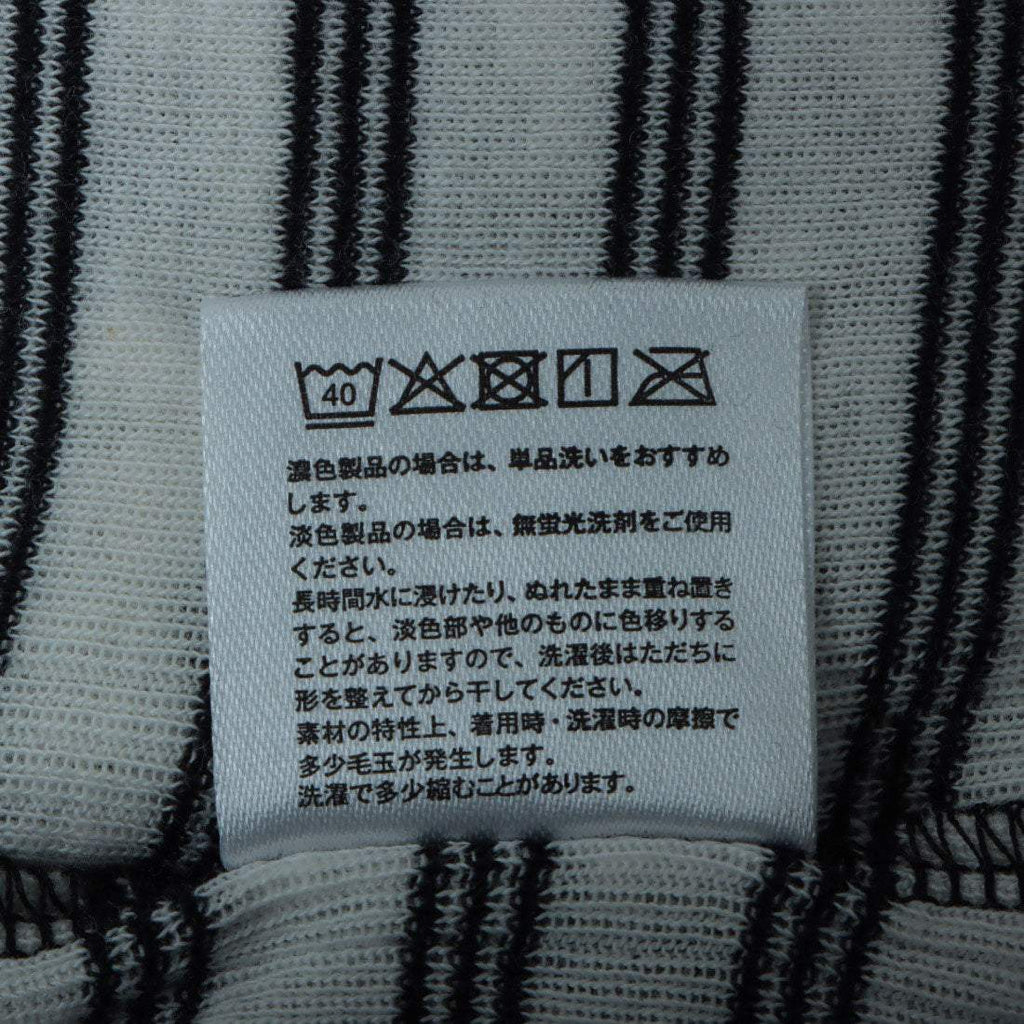 40
濃色製品の場合は、単品洗いをおすすめ
します。
淡色製品の場合は、無蛍光洗剤をご使用
ください。
長時間水に浸けたり、ぬれたまま重ね置き
すると、淡色部や他のものに色移りする
ことがありますので、洗濯後はただちに
形を整えてから干してください。
素材の特性上、着用時・洗濯時の摩擦で
多少毛玉が発生します。
洗濯で多少縮むことがあります。